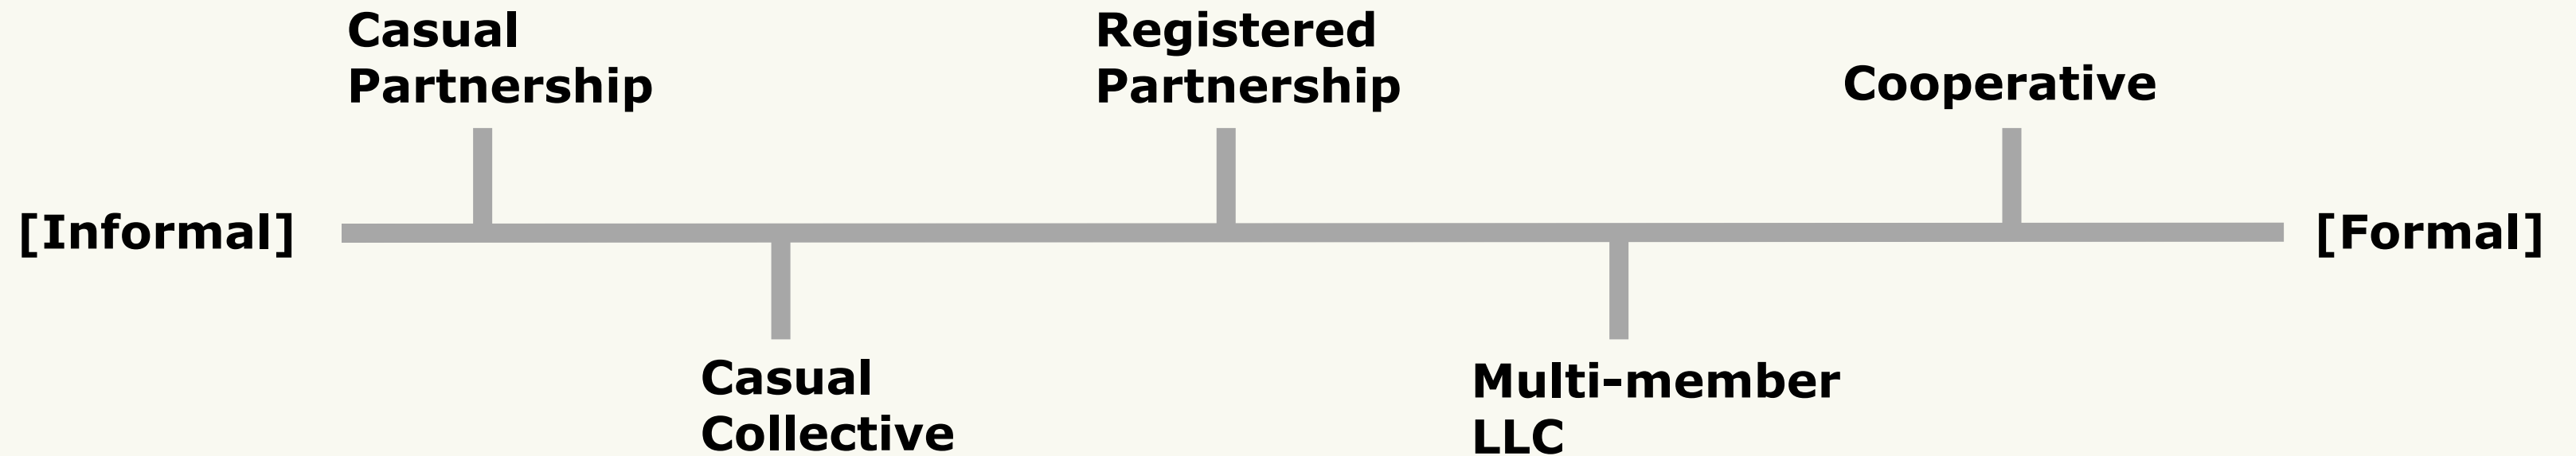 Casual
Partnership
Registered
Partnership
Cooperative
[Informal]
[Formal]
Casual
Collective
Multi-member
LLC